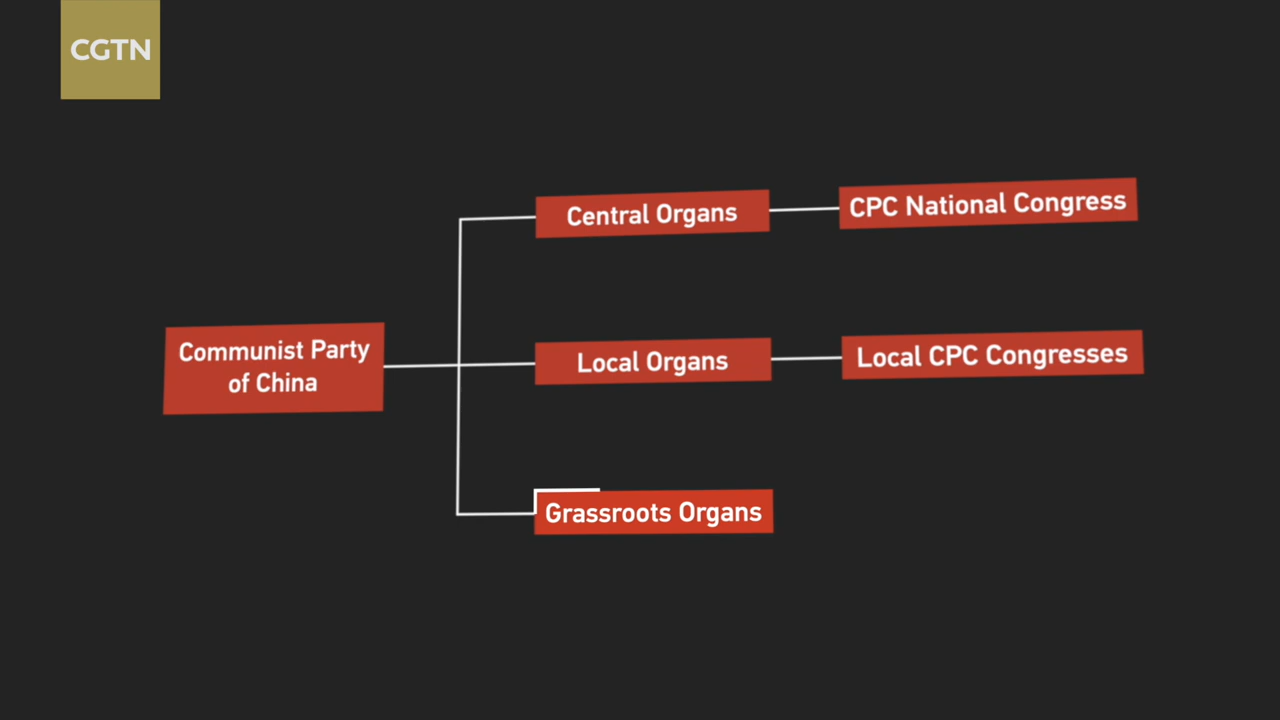 CGTN
Central Organs
CPC National Congress
Communist Party
of China
Local Organs
Local CPC Congresses
Grassroots Organs